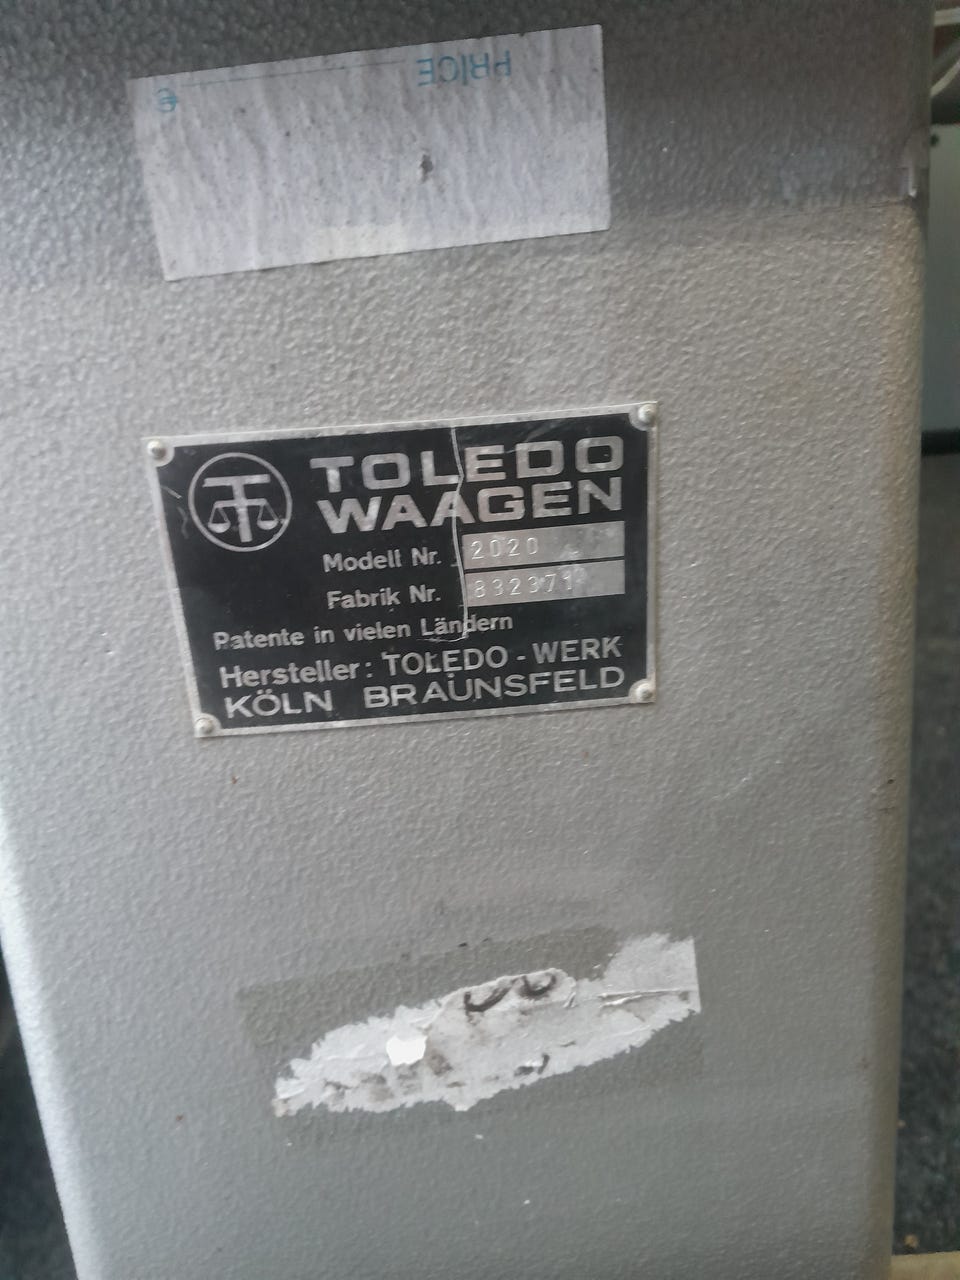 PRICE
€
TOLEDO
WAAGEN
Modell Nr. 2020
Fabrik Nr. 832371
Patente in vielen Ländern
Hersteller: TOLEDO - WERK
KÖLN BRAUNSFELD